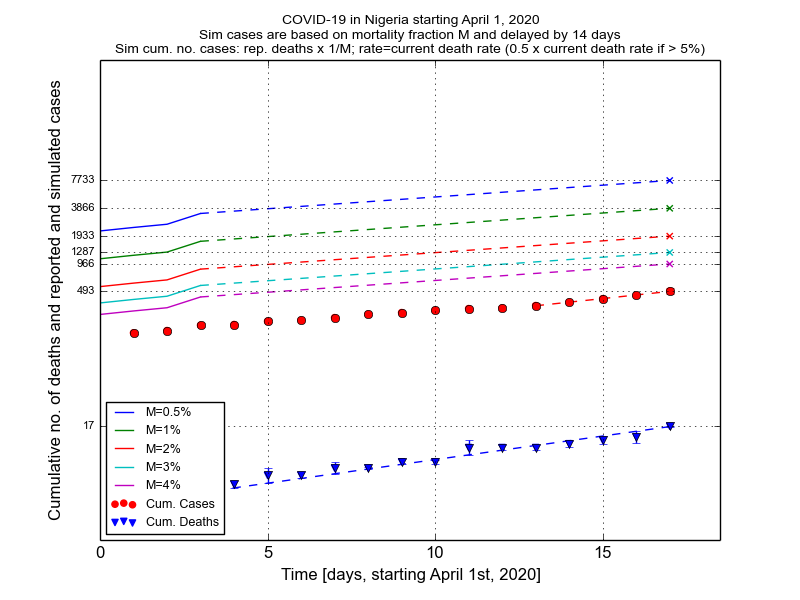 COVID-19 in Nigeria starting April 1, 2020
Sim cases are based on mortality fraction M and delayed by 14 days
Sim cum. no. cases: rep. deaths x 1/M; rate=current death rate (0.5 x current death rate if > 5%)
Cumulative no. of deaths and reported and simulated cases
7733
3866
1933
1287
966
493
17
M=0.5%
M=1%
M=2%
M=3%
M=4%
Cum. Cases
Cum. Deaths
0 5 10 15
Time [days, starting April 1st, 2020]